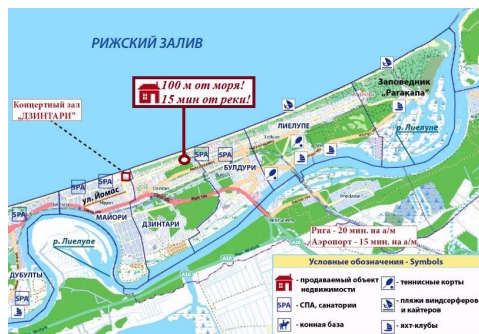 РИЖСКИЙ ЗАЛИВ
100 м от моря!
15 мин от реки!
Концертный зал
„ДЗИНТАРИ"
Заповедник
„Рагакапа"
р. Лиелупе
ЛИЕЛУПЕ
SPA
SPA
БУЛДУРИ
SPA
SPA
ул. Йомос
SPA
МАЙОРИ
ДЗИНТАРИ
р. Лиелупе
ДУБУЛТЫ
SPA
Рига - 20 мин. на а/м
Аэропорт - 15 мин. на а/м
Условные обозначения - Symbols
- продаваемый объект
недвижимости
- теннисные корты
SPA - СПА, санатории
- пляжи виндсерферов
и кайтеров
- конная база
- яхт-клубы